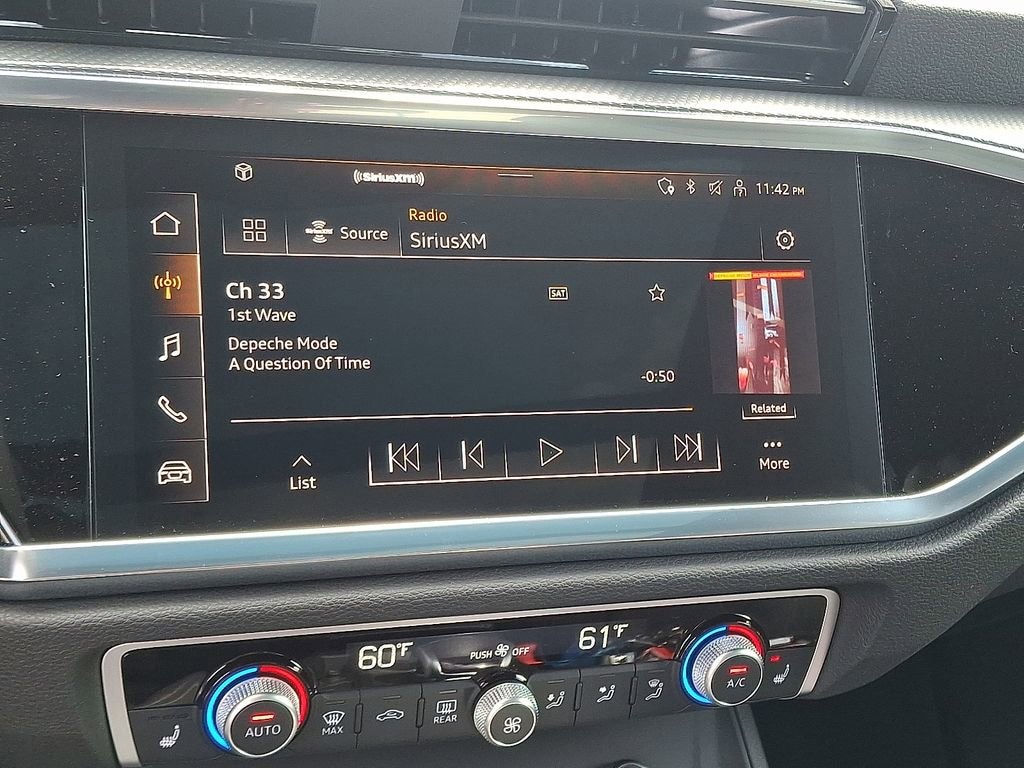 ((SiriusXM))
11:42 PM
SiriusXM
Source
Radio
SiriusXM
Ch 33
SAT
1st Wave
Depeche Mode
A Question Of Time
-0:50
Related
List
More
60°F
PUSH OFF
61°F
AUTO
MAX
REAR
A/C